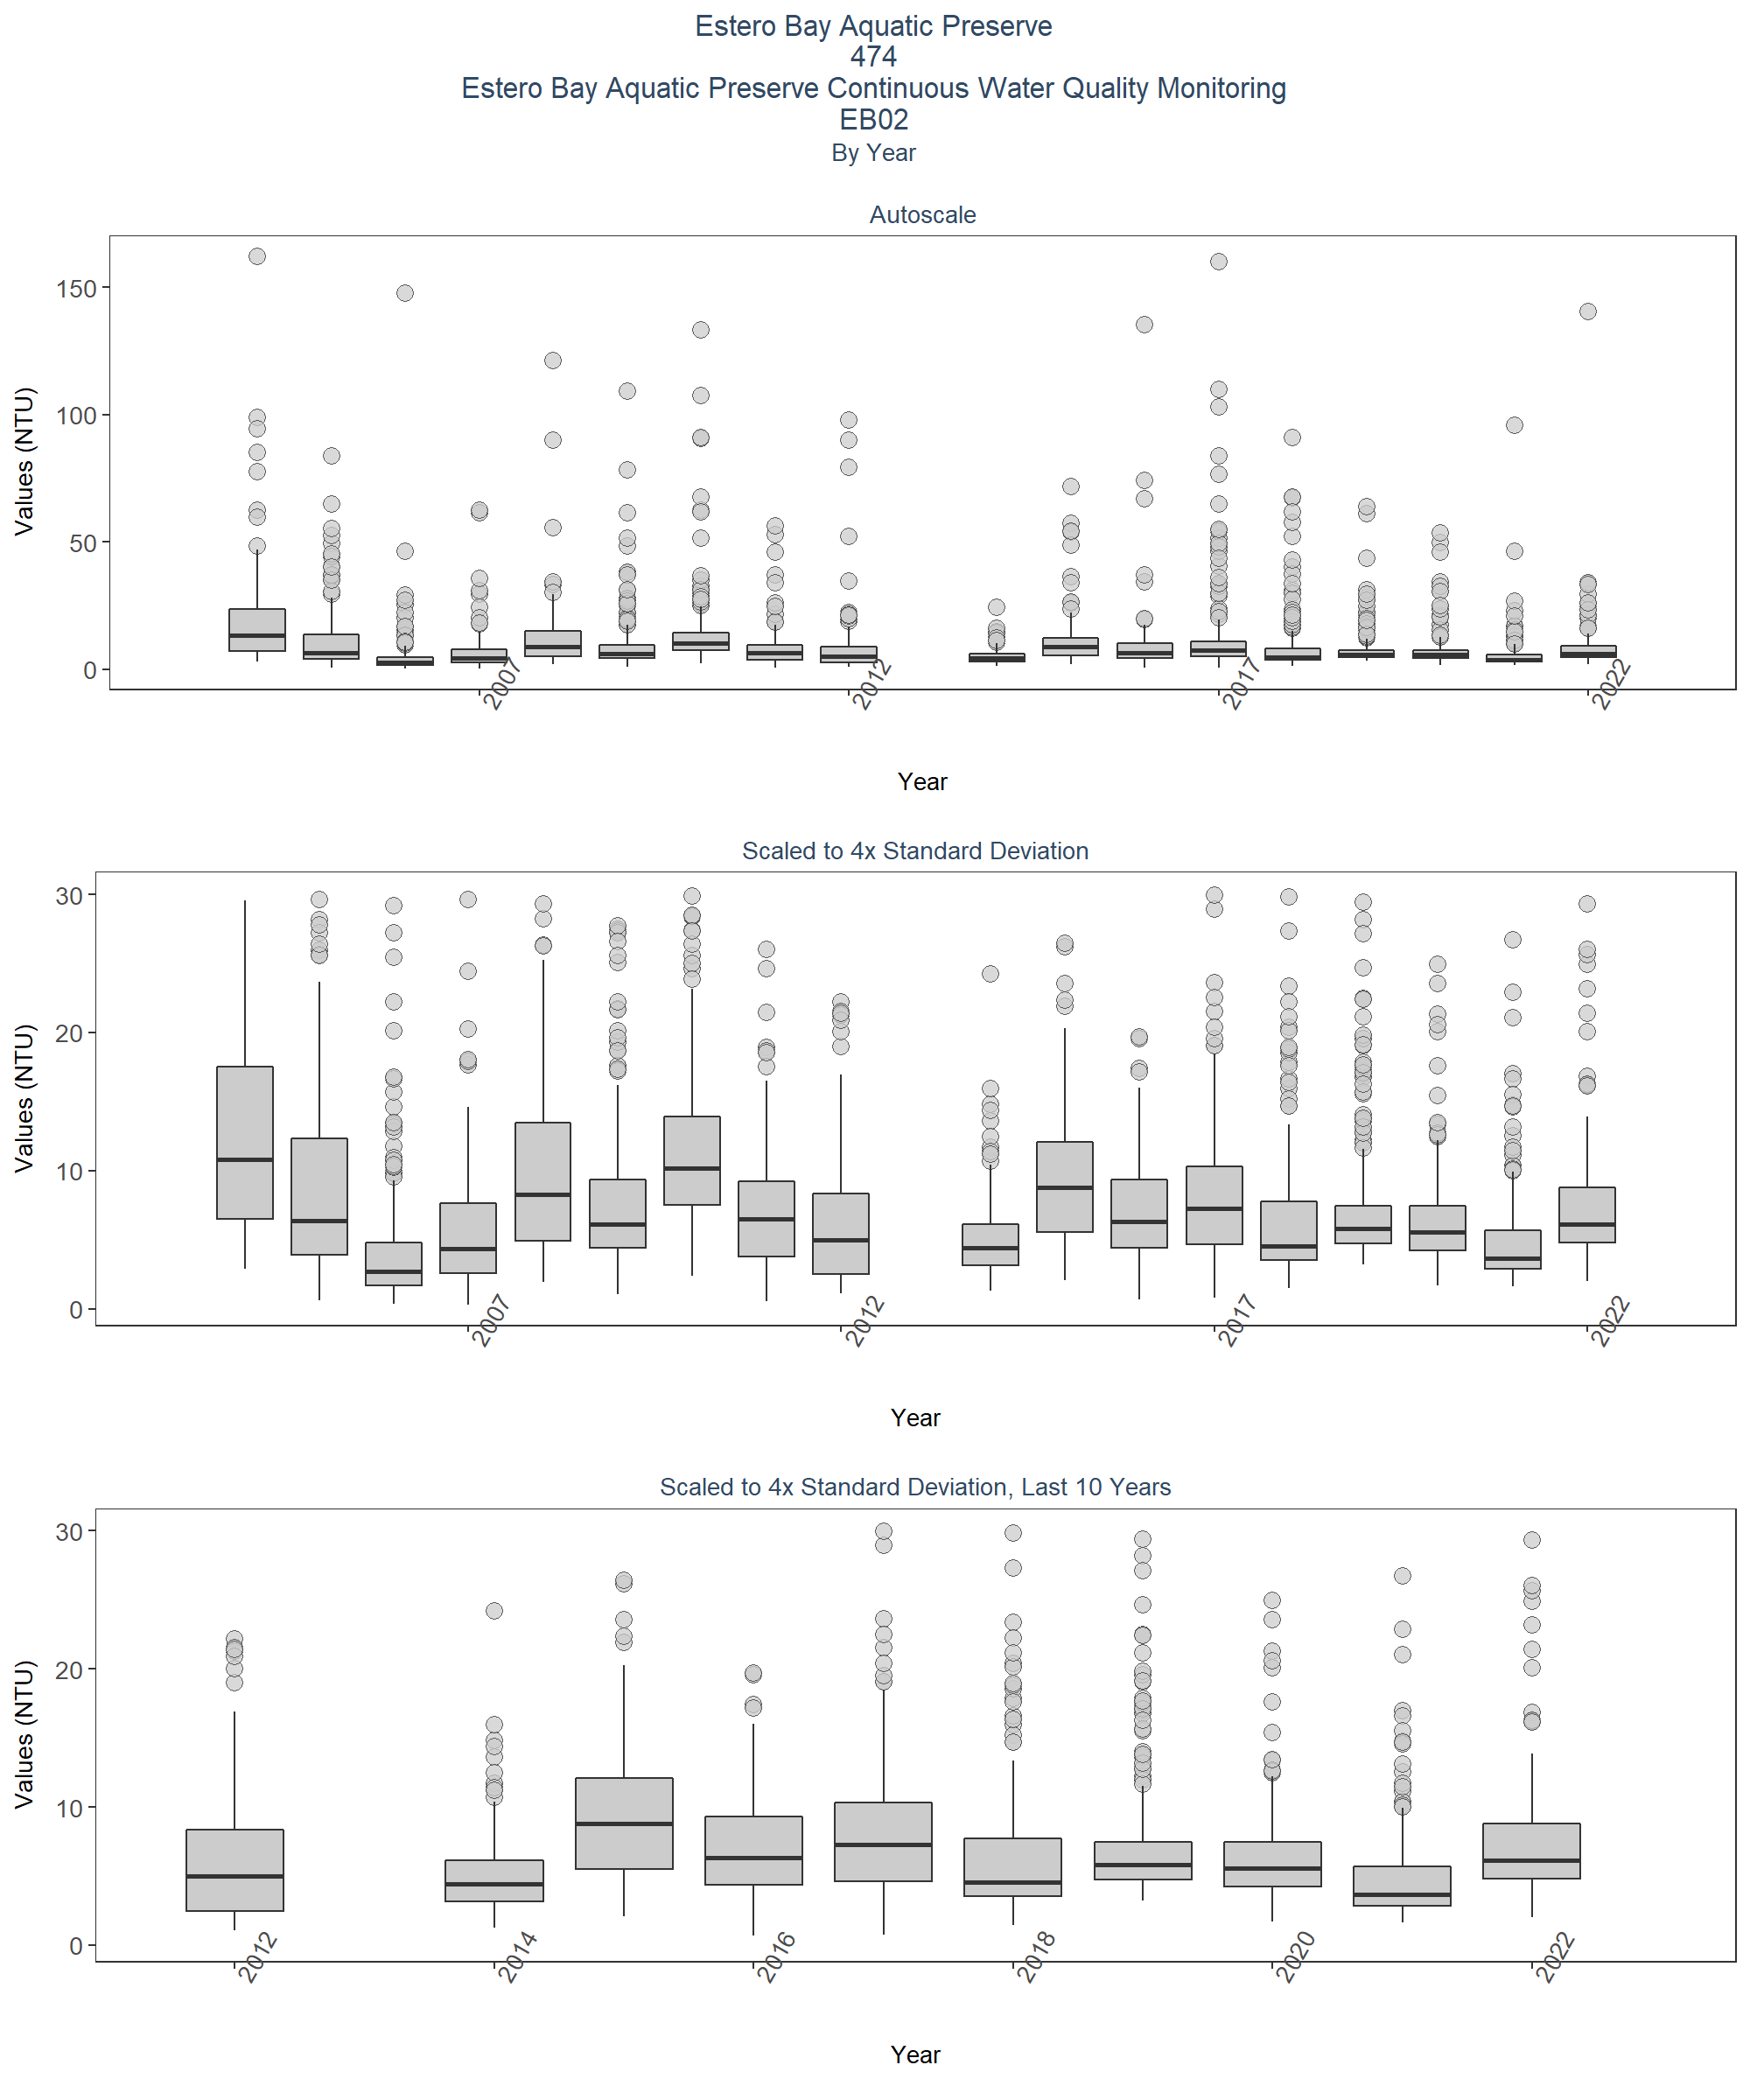 Estero Bay Aquatic Preserve
474
Estero Bay Aquatic Preserve Continuous Water Quality Monitoring
EB02
By Year
Autoscale
Values (NTU)
150
100
50
0
2007
2012
2017
2022
Year
Scaled to 4x Standard Deviation
Values (NTU)
30
20
10
0
2007
2012
2017
2022
Year
Scaled to 4x Standard Deviation, Last 10 Years
Values (NTU)
30
20
10
0
2012
2014
2016
2018
2020
2022
Year